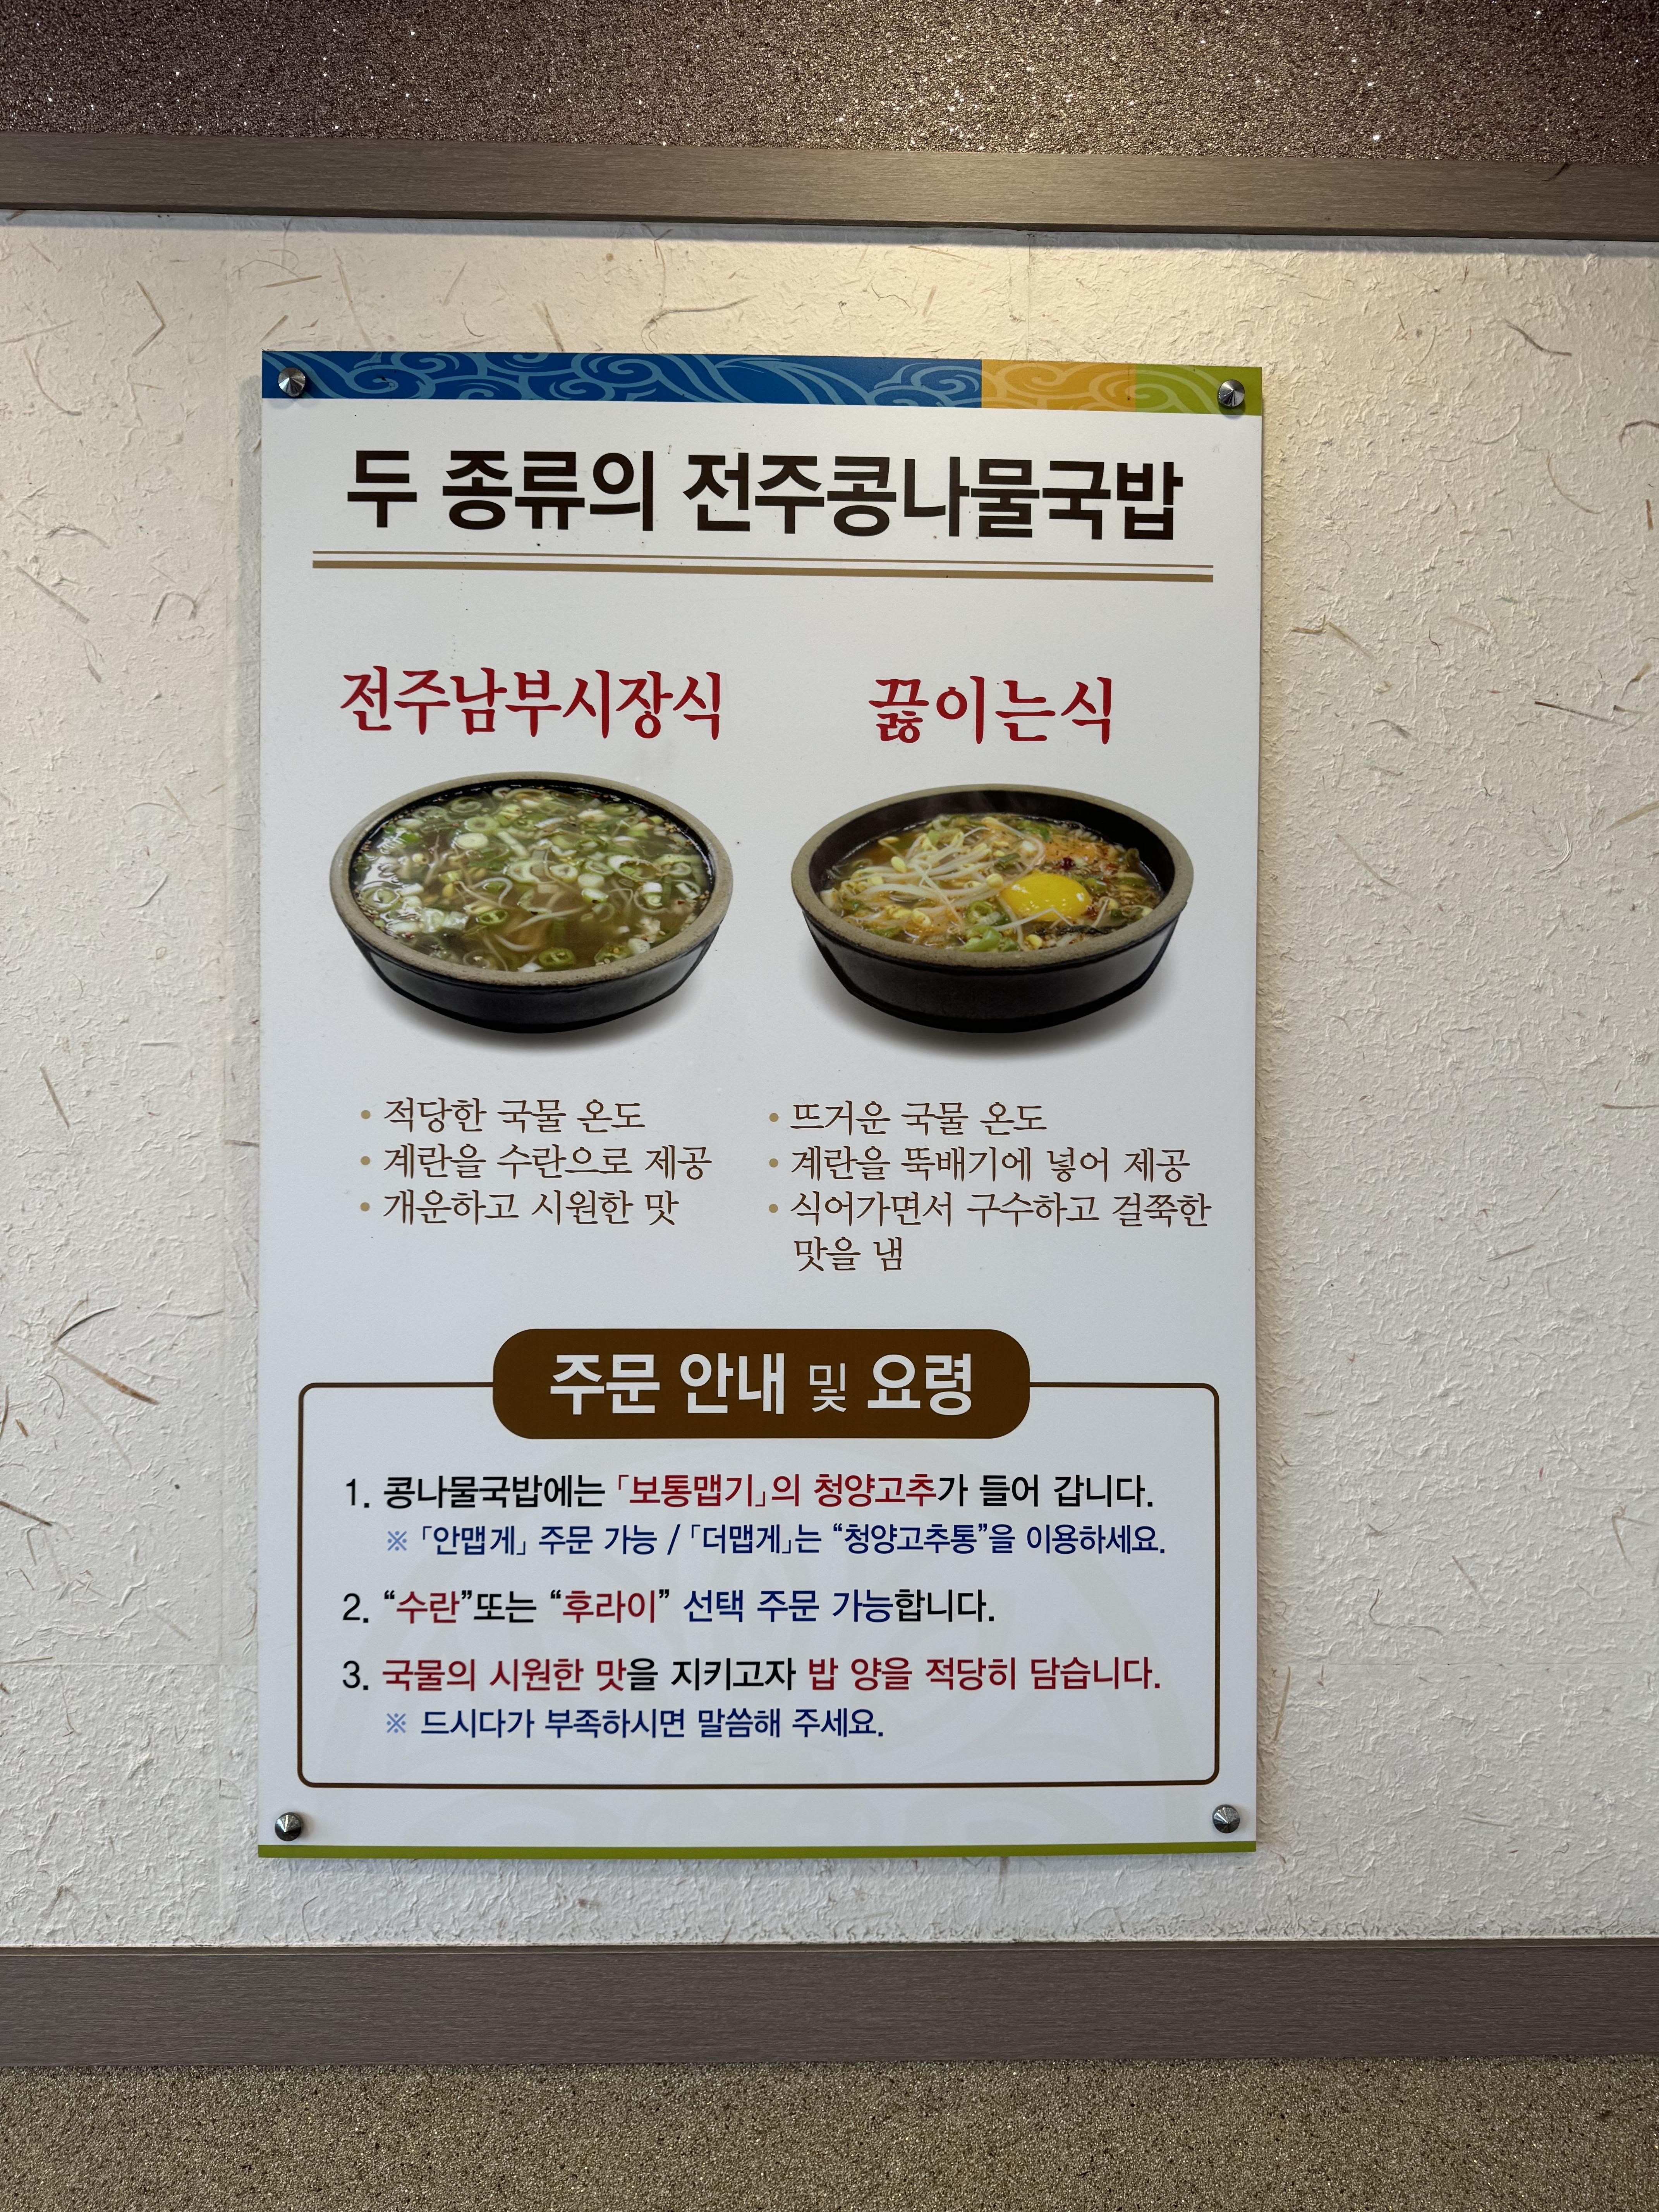 두 종류의 전주콩나물국밥
전주남부시장식
• 적당한 국물 온도
• 계란을 수란으로 제공
• 개운하고 시원한 맛
끓이는식
• 뜨거운 국물 온도
• 계란을 뚝배기에 넣어 제공
• 식어가면서 구수하고 걸쭉한
맛을 냄
주문 안내 및 요령
1. 콩나물국밥에는 「보통맵기」의 청양고추가 들어 갑니다.
※ 「안맵게」 주문 가능 / 「더맵게」는 “청양고추통”을 이용하세요.
2. “수란”또는 “후라이” 선택 주문 가능합니다.
3. 국물의 시원한 맛을 지키고자 밥 양을 적당히 담습니다.
※ 드시다가 부족하시면 말씀해 주세요.